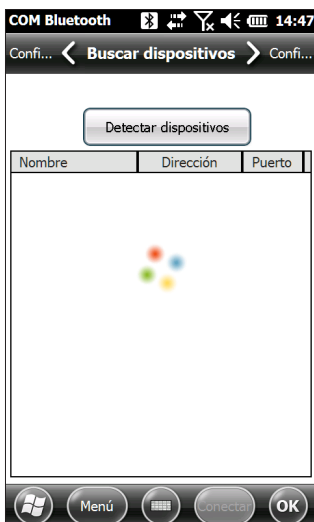 COM Bluetooth 14:47
Confi... Buscar dispositivos Confi...
Detectar dispositivos
Nombre Dirección Puerto
Menú Conectar OK